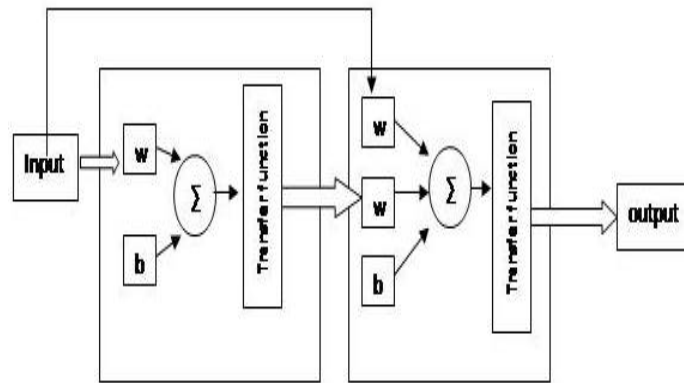 Input
w
b
Σ
Transfer function
w
w
b
Σ
Transfer function
output